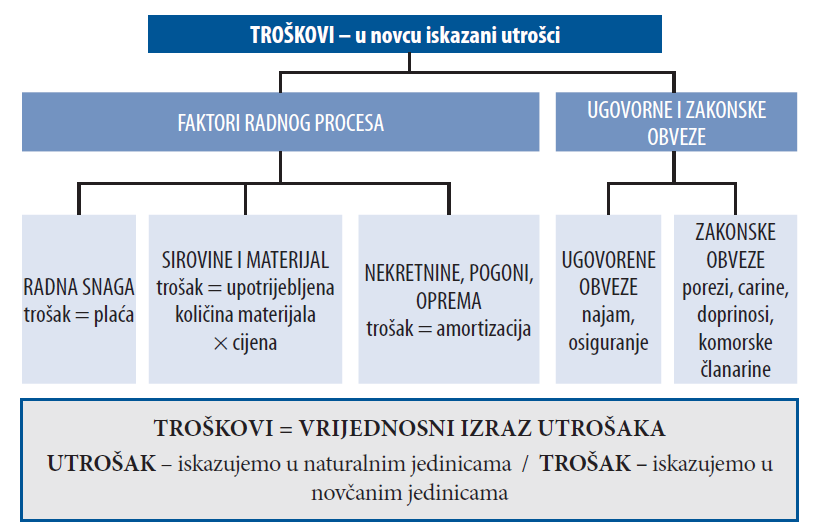 TROŠKOVI – u novcu iskazani utrošci
FAKTORI RADNOG PROCESA
UGOVORNE I ZAKONSKE
OBVEZE
RADNA SNAGA
trošak = plaća
SIROVINE I MATERIJAL
trošak = upotrijebljena
količina materijala
× cijena
NEKRETNINE, POGONI,
OPREMA
trošak = amortizacija
UGOVORENE
OBVEZE
najam,
osiguranje
ZAKONSKE
OBVEZE
porezi, carine,
doprinosi,
komorske
članarine
TROŠKOVI = VRIJEDNOSNI IZRAZ UTROŠAKA
UTROŠAK – iskazujemo u naturalnim jedinicama / TROŠAK – iskazujemo u
novčanim jedinicama